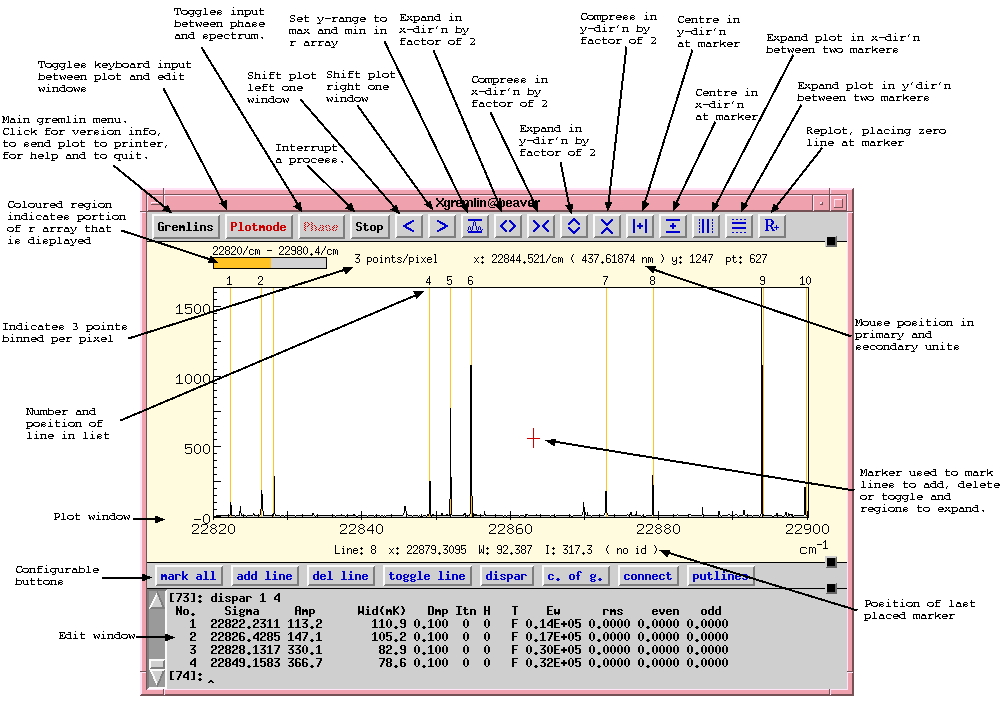 Toggles input
between phase
and spectrum.
Set y-range to
max and min in
r array
Expand in
x-dir'n by
factor of 2
Compress in
y-dir'n by
factor of 2
Centre in
y-dir'n
at marker
Expand plot in x-dir'n
between two markers
Toggles keyboard input
between plot and edit
windows
Shift plot
left one
window
Shift plot
right one
window
Compress in
x-dir'n by
factor of 2
Centre in
x-dir'n
at marker
Expand plot in y'dir'n
between two markers
Main gremlin menu.
Click for version info,
to send plot to printer,
for help and to quit.
Interrupt
a process.
Expand in
y-dir'n by
factor of 2
Replot, placing zero
line at marker
Coloured region
indicates portion
of r array that
is displayed
Xgremlin@beaver
Gremlins Plotmode Phase Stop < > <> >< R+
22820/cm - 22980.4/cm
3 points/pixel x: 22844.521/cm ( 437.61874 nm ) y: 1247 pt: 627
1 2 4 5 6 7 8 9 10
1500
1000
500
-0
22820 22840 22860 22880 22900
cm-1
Indicates 3 points
binned per pixel
Mouse position in
primary and
secondary units
Number and
position of
line in list
Marker used to mark
lines to add, delete
or toggle and
regions to expand.
Plot window
Line: 8 x: 22879.3095 W: 92.387 I: 317.3 ( no id )
Configurable
buttons
mark all add line del line toggle line dispar c. of g. connect putlines
Position of last
placed marker
Edit window
[73]: dispar 1 4
No. Sigma Amp Wid(mK) Dmp Itn H T Ew rms even odd
1 22822.2311 113.2 110.9 0.100 0 0 F 0.14E+05 0.0000 0.0000 0.0000
2 22826.4285 147.1 105.2 0.100 0 0 F 0.17E+05 0.0000 0.0000 0.0000
3 22828.1317 330.1 82.9 0.100 0 0 F 0.30E+05 0.0000 0.0000 0.0000
4 22849.1583 366.7 78.6 0.100 0 0 F 0.32E+05 0.0000 0.0000 0.0000
[74]: ^